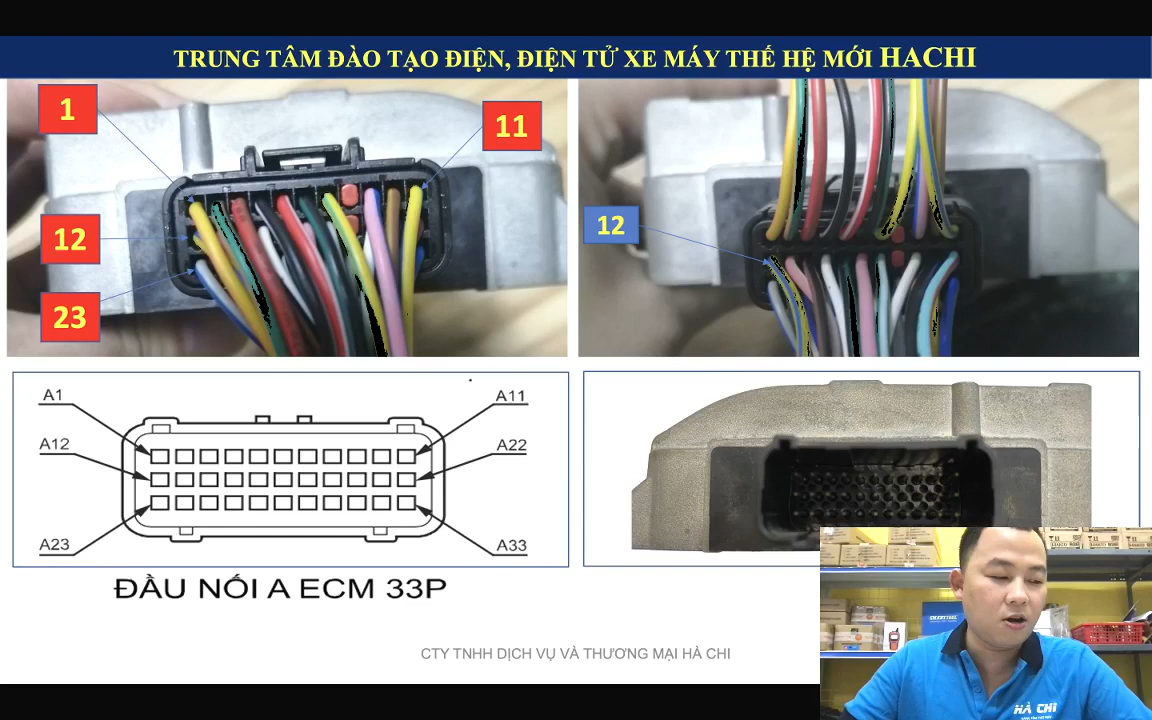 TRUNG TÂM ĐÀO TẠO ĐIỆN, ĐIỆN TỬ XE MÁY THẾ HỆ MỚI HACHI
1
11
12
23
12
A1
A11
A12
A22
A23
A33
ĐẦU NỐI A ECM 33P
CTY TNHH DỊCH VỤ VÀ THƯƠNG MẠI HÀ CHI
HÀ CHI